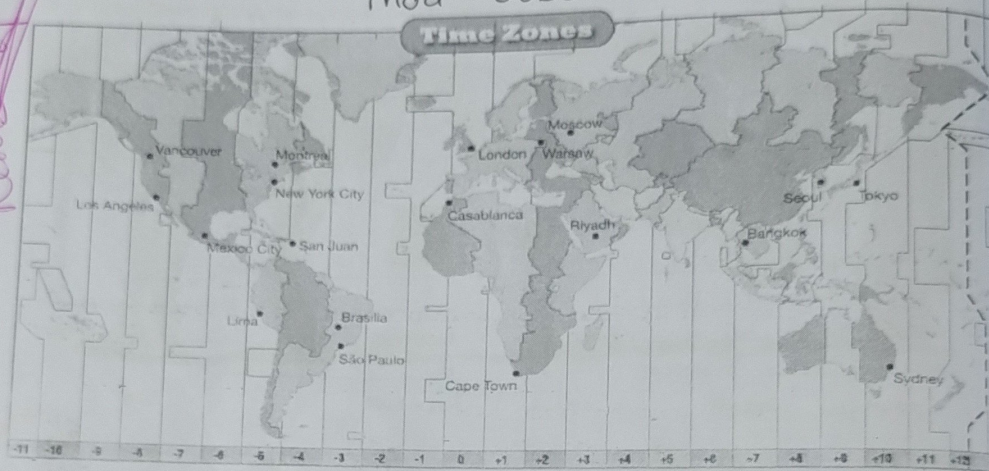 Time Zones
Moscow
Vancouver
Montreal
London
Warsaw
New York City
Los Angeles
Casablanca
Seoul
Tokyo
Riyadh
Bangkok
Mexico City
San Juan
Lima
Brasilia
São Paulo
Cape Town
Sydney
-11 -10 -9 -8 -7 -6 -5 -4 -3 -2 -1 0 +1 +2 +3 +4 +5 +6 +7 +8 +9 +10 +11 +12